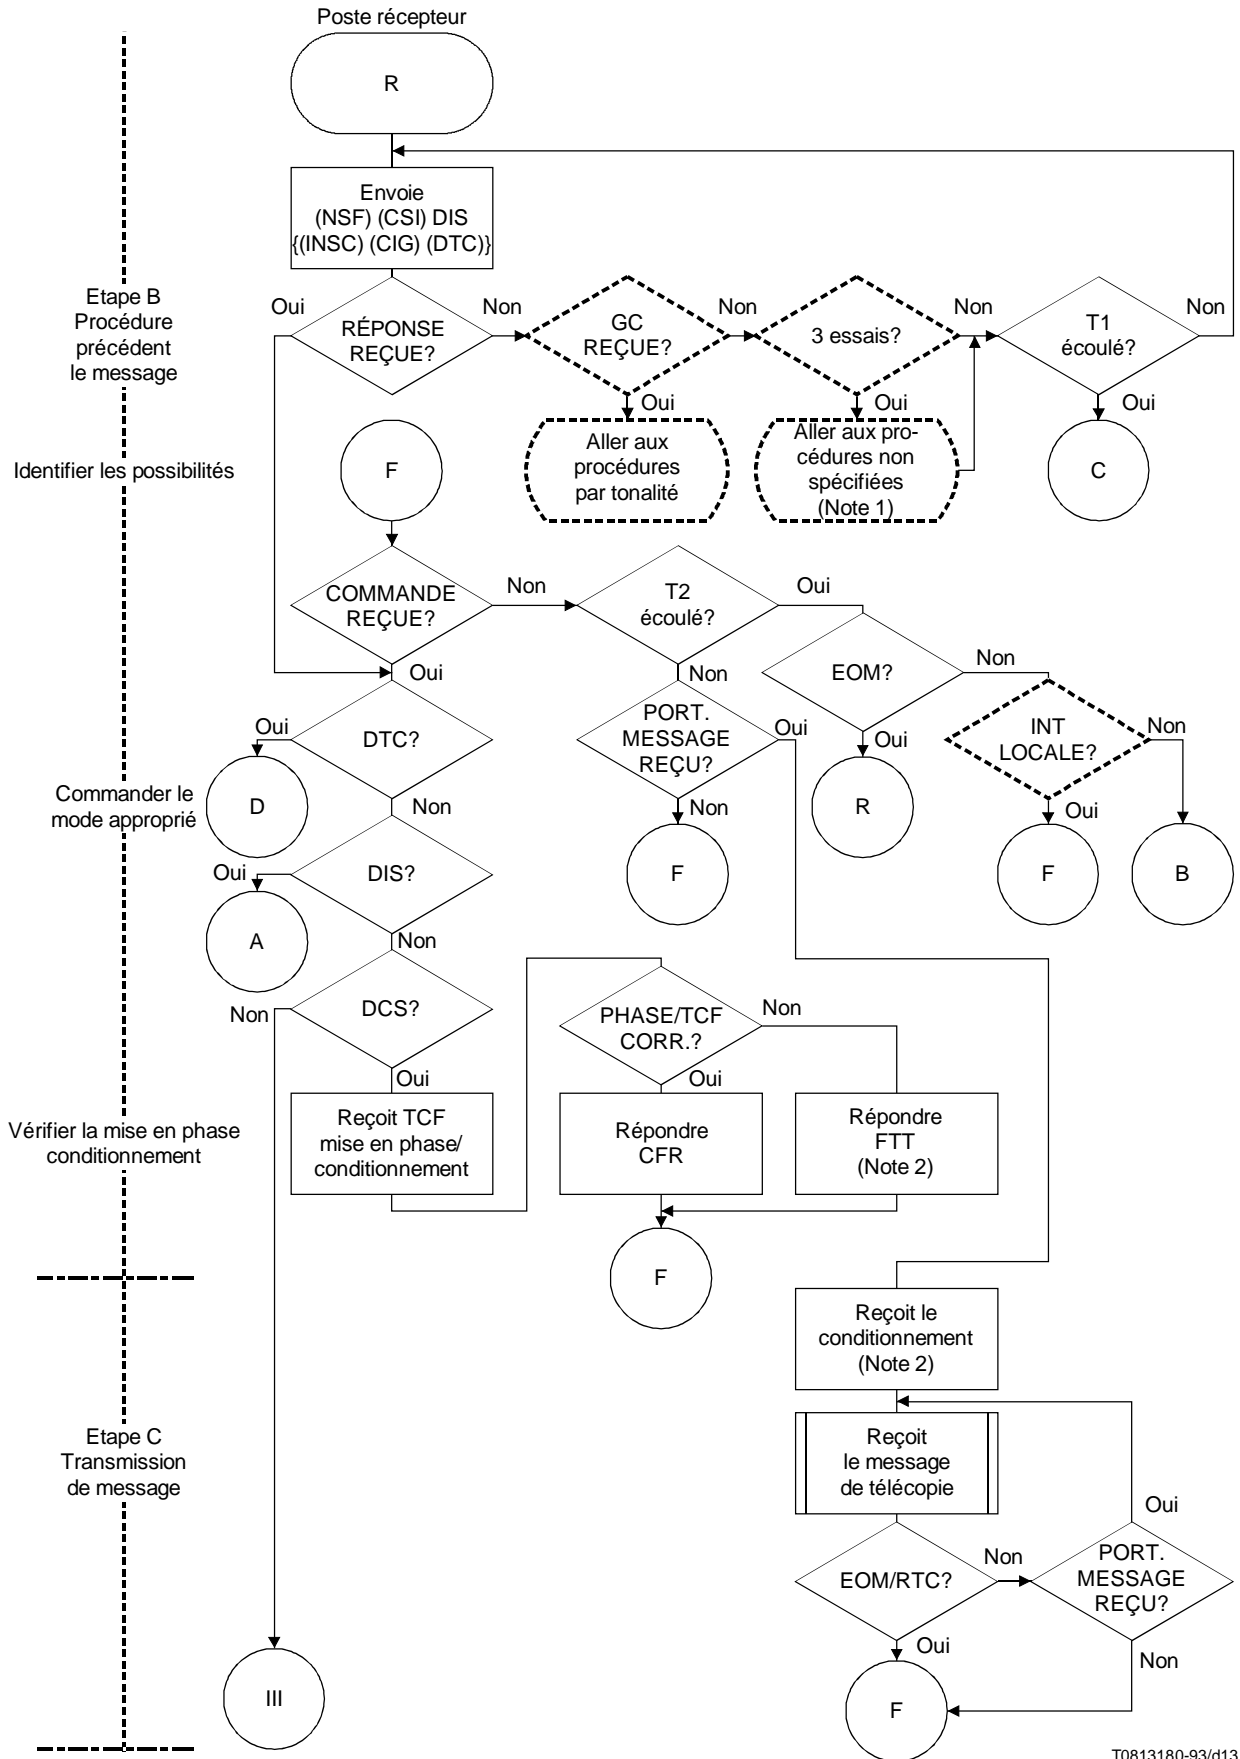 Poste récepteur
R
Envoie
(NSF) (CSI) DIS
{(INSC) (CIG) (DTC)}
Etape B
Procédure
précédent
le message
Oui
RÉPONSE
REÇUE?
Non
GC
REÇUE?
Non
3 essais?
Non
T1
écoulé?
Non
Oui
Oui
Oui
Aller aux
procédures
par tonalité
Aller aux pro-
cédures non
spécifiées
(Note 1)
C
Identifier les possibilités
F
COMMANDE
REÇUE?
Non
T2
écoulé?
Oui
Oui
Non
EOM?
Non
Oui
DTC?
PORT.
MESSAGE
REÇU?
Oui
Oui
INT
LOCALE?
Non
Commander le
mode approprié
D
Non
Non
R
Oui
F
F
B
Oui
DIS?
A
Non
Non
DCS?
PHASE/TCF
CORR.?
Non
Oui
Oui
Vérifier la mise en phase
conditionnement
Reçoit TCF
mise en phase/
conditionnement
Répondre
CFR
Répondre
FTT
(Note 2)
F
Reçoit le
conditionnement
(Note 2)
Etape C
Transmission
de message
Reçoit
le message
de télécopie
Oui
EOM/RTC?
Non
PORT.
MESSAGE
REÇU?
Oui
Non
III
F
T0813180-93/d13